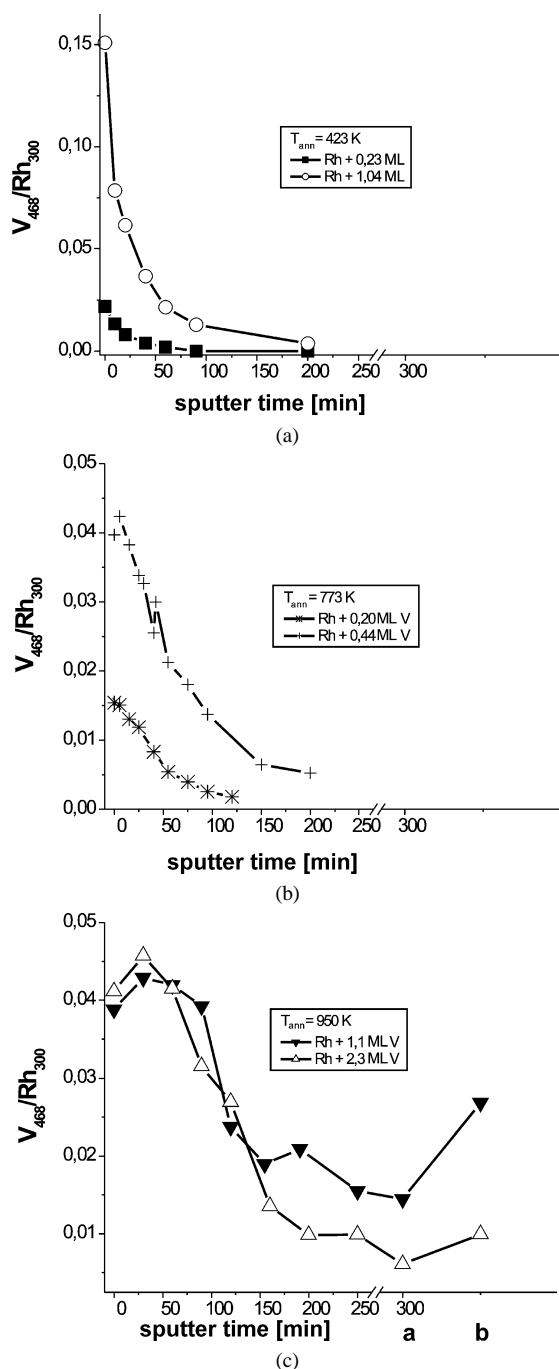 0,15
0,10
0,05
0,00
V468/Rh300
Tann = 423 K
Rh + 0,23 ML
Rh + 1,04 ML
0 50 100 150 200 250 300
sputter time [min]
(a)
0,05
0,04
0,03
0,02
0,01
0,00
V468/Rh300
Tann = 773 K
Rh + 0,20 ML V
Rh + 0,44 ML V
0 50 100 150 200 250 300
sputter time [min]
(b)
0,05
0,04
0,03
0,02
0,01
V468/Rh300
Tann = 950 K
Rh + 1,1 ML V
Rh + 2,3 ML V
0 50 100 150 200 250 300
sputter time [min] a b
(c)